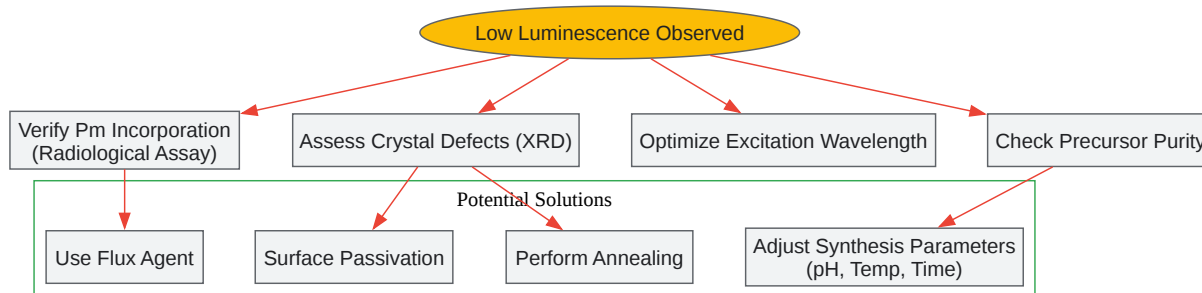 Low Luminescence Observed
Verify Pm Incorporation
(Radiological Assay)
Assess Crystal Defects (XRD)
Optimize Excitation Wavelength
Check Precursor Purity
Potential Solutions
Use Flux Agent
Surface Passivation
Perform Annealing
Adjust Synthesis Parameters
(pH, Temp, Time)